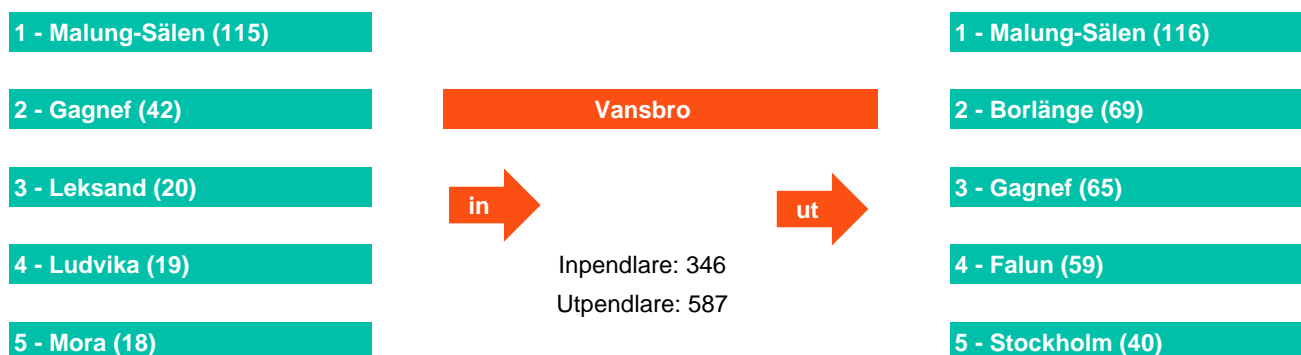 1 - Malung-Sälen (115)
2 - Gagnef (42)
3 - Leksand (20)
4 - Ludvika (19)
5 - Mora (18)
Vansbro
in
ut
Inpendlare: 346
Utpendlare: 587
1 - Malung-Sälen (116)
2 - Borlänge (69)
3 - Gagnef (65)
4 - Falun (59)
5 - Stockholm (40)